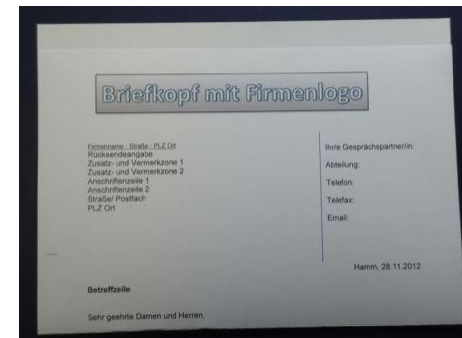 Briefkopf mit Firmenlogo
Firmenname · Straße · PLZ Ort
Rücksendeangabe
Zusatz- und Vermerkzone 1
Zusatz- und Vermerkzone 2
Anschriftenzeile 1
Anschriftenzeile 2
Straße/ Postfach
PLZ Ort
Ihr/e Gesprächspartner/in:
Abteilung:
Telefon:
Telefax:
Email:
Hamm, 28.11.2012
Betreffzeile
Sehr geehrte Damen und Herren,